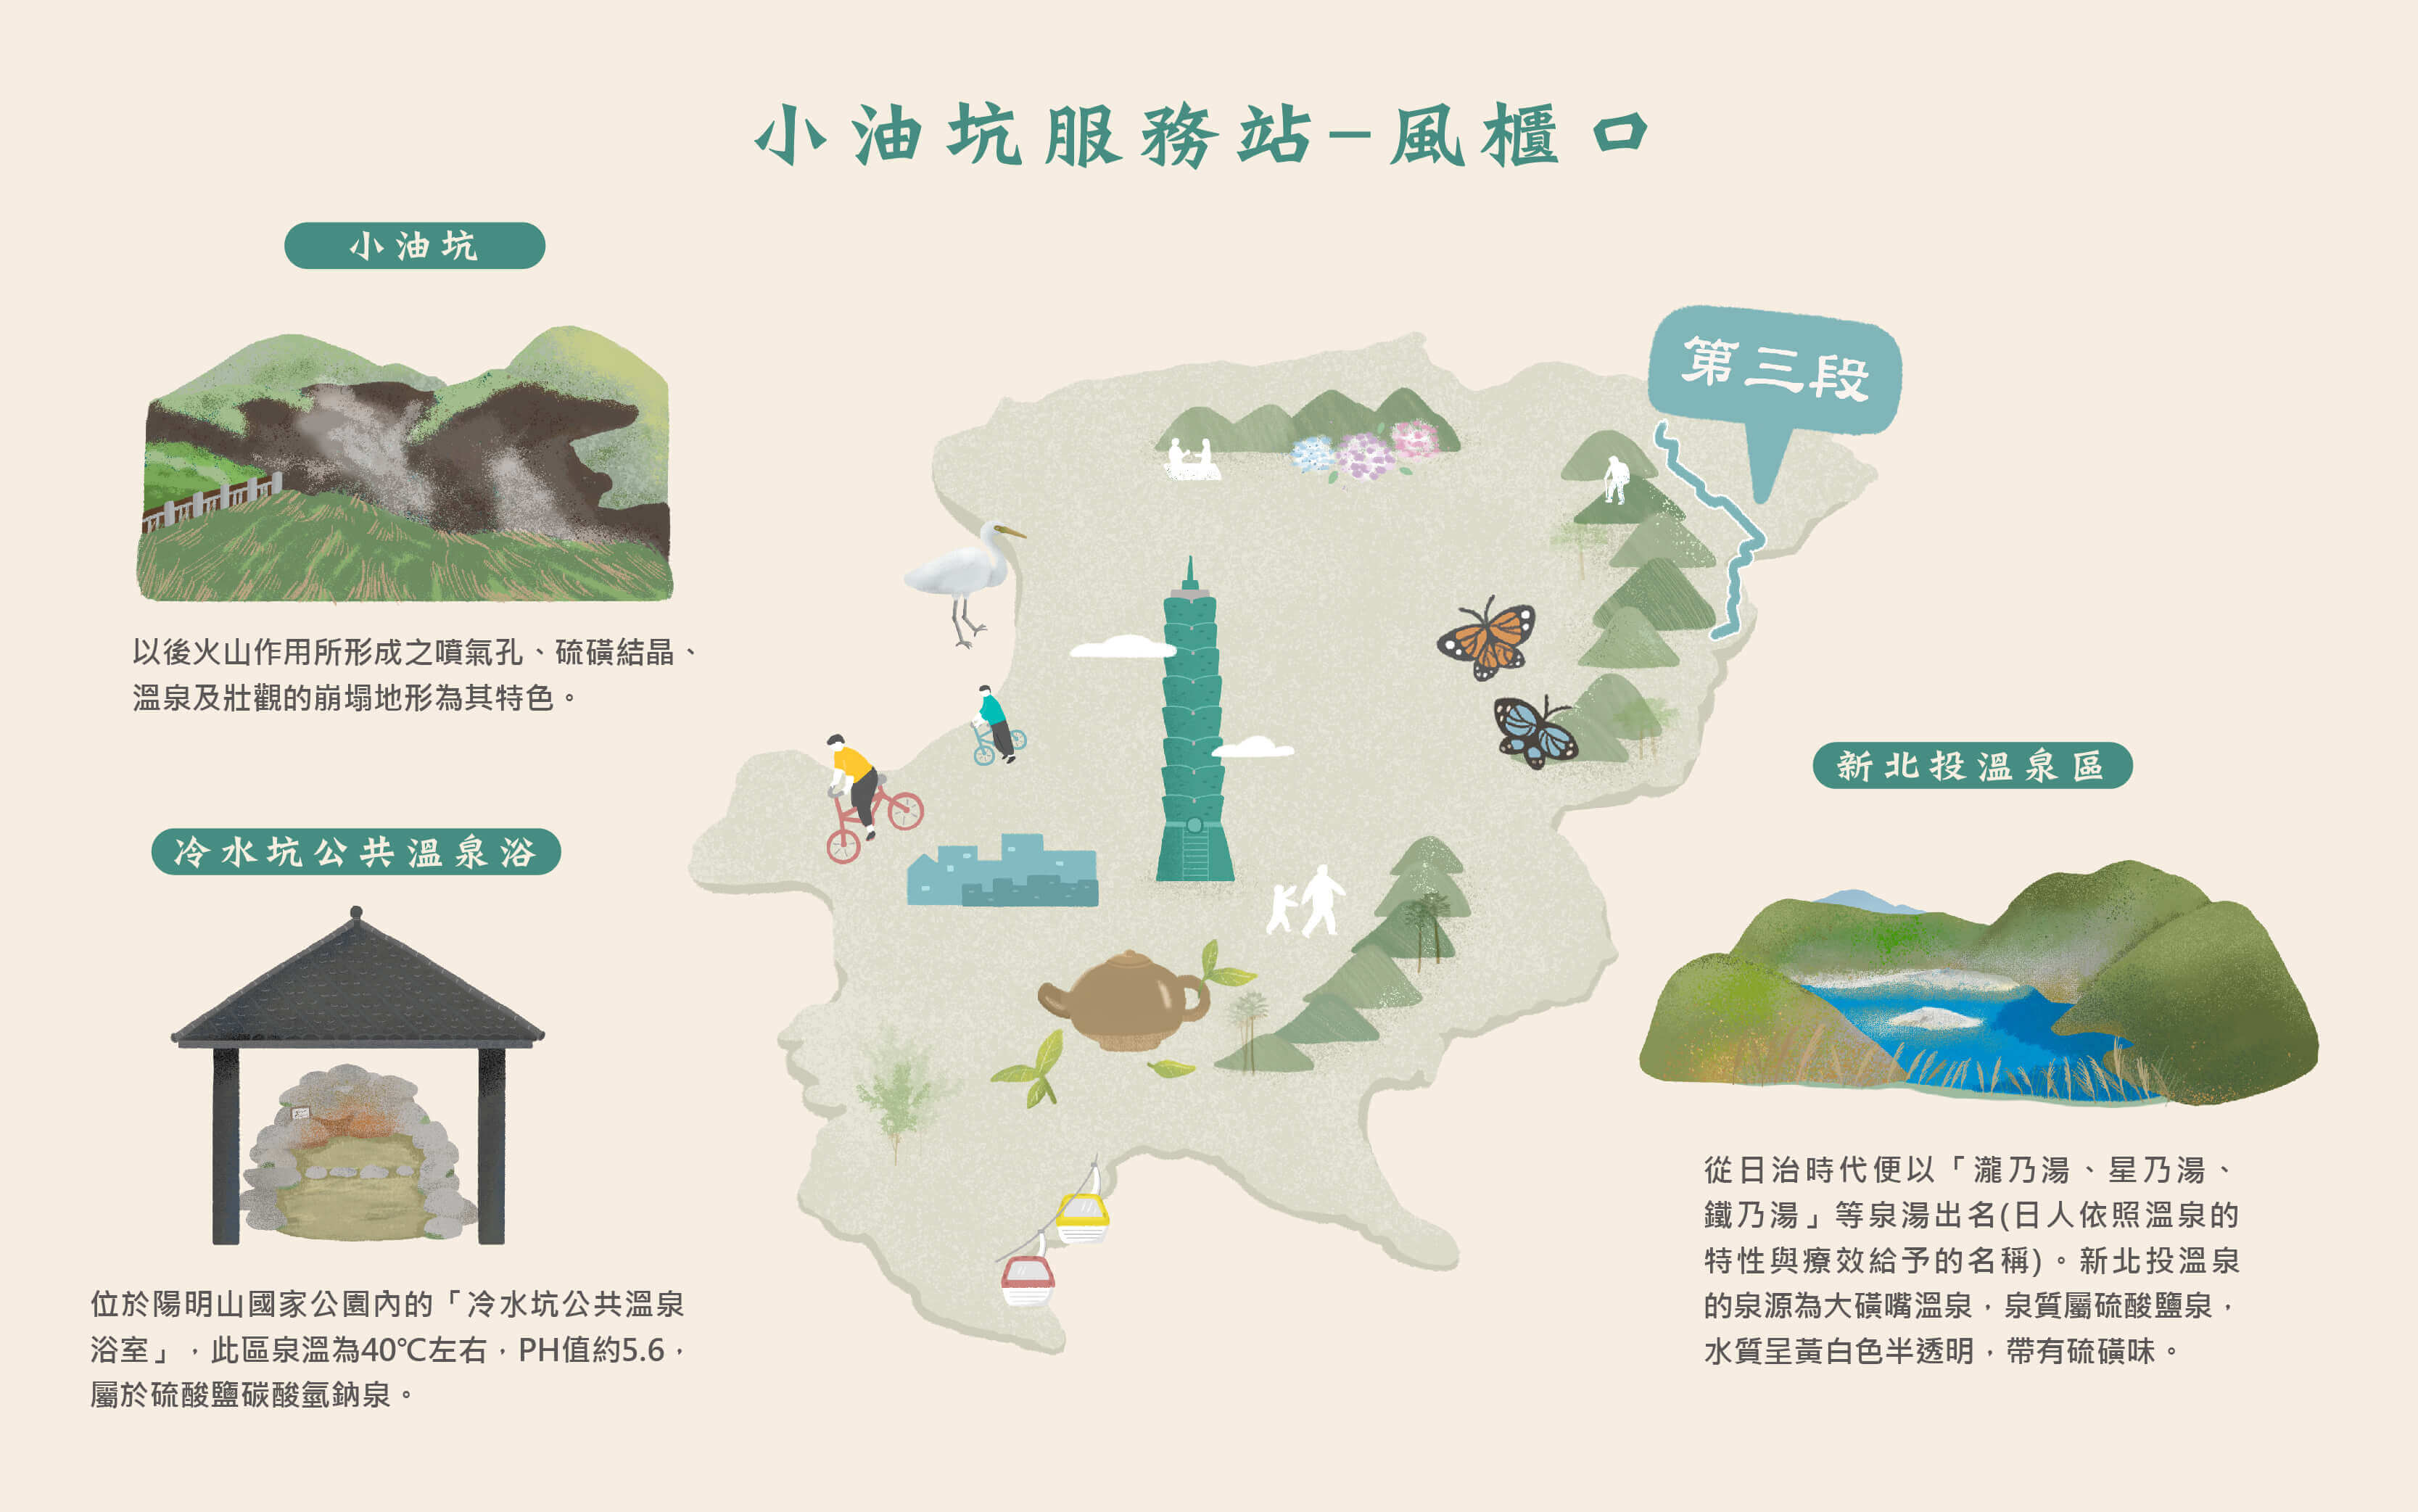 小油坑服務站-風櫃口
小油坑
以後火山作用所形成之噴氣孔、硫磺結晶、
溫泉及壯觀的崩塌地形為其特色。
冷水坑公共溫泉浴
位於陽明山國家公園內的「冷水坑公共溫泉
浴室」，此區泉溫為40℃左右，PH值約5.6，
屬於硫酸鹽碳酸氫鈉泉。
第三段
新北投溫泉區
從日治時代便以「瀧乃湯、星乃湯、
鐵乃湯」等泉湯出名(日人依照溫泉的
特性與療效給予的名稱)。新北投溫泉
的泉源為大磺嘴溫泉，泉質屬硫酸鹽泉，
水質呈黃白色半透明，帶有硫磺味。